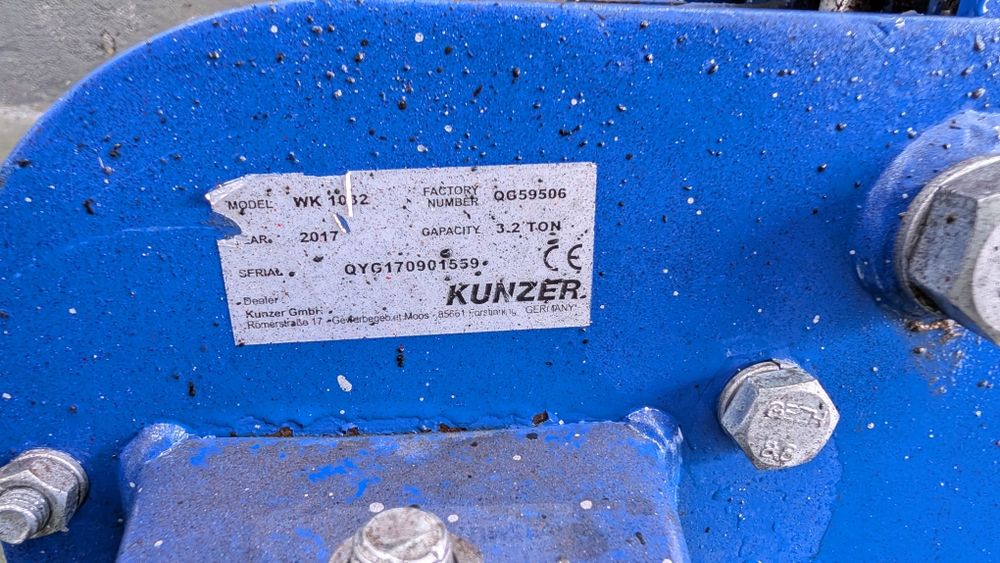 MODEL WK 1032 FACTORY NUMBER QG59506
2017 CAPACITY 3.2 TON
SERIAL QYG170901559
CE
KUNZER
Dealer
Kunzer GmbH
Römerstraße 17 - Gewerbegebiet Moos - 85661 Forstinning GERMANY
8.8